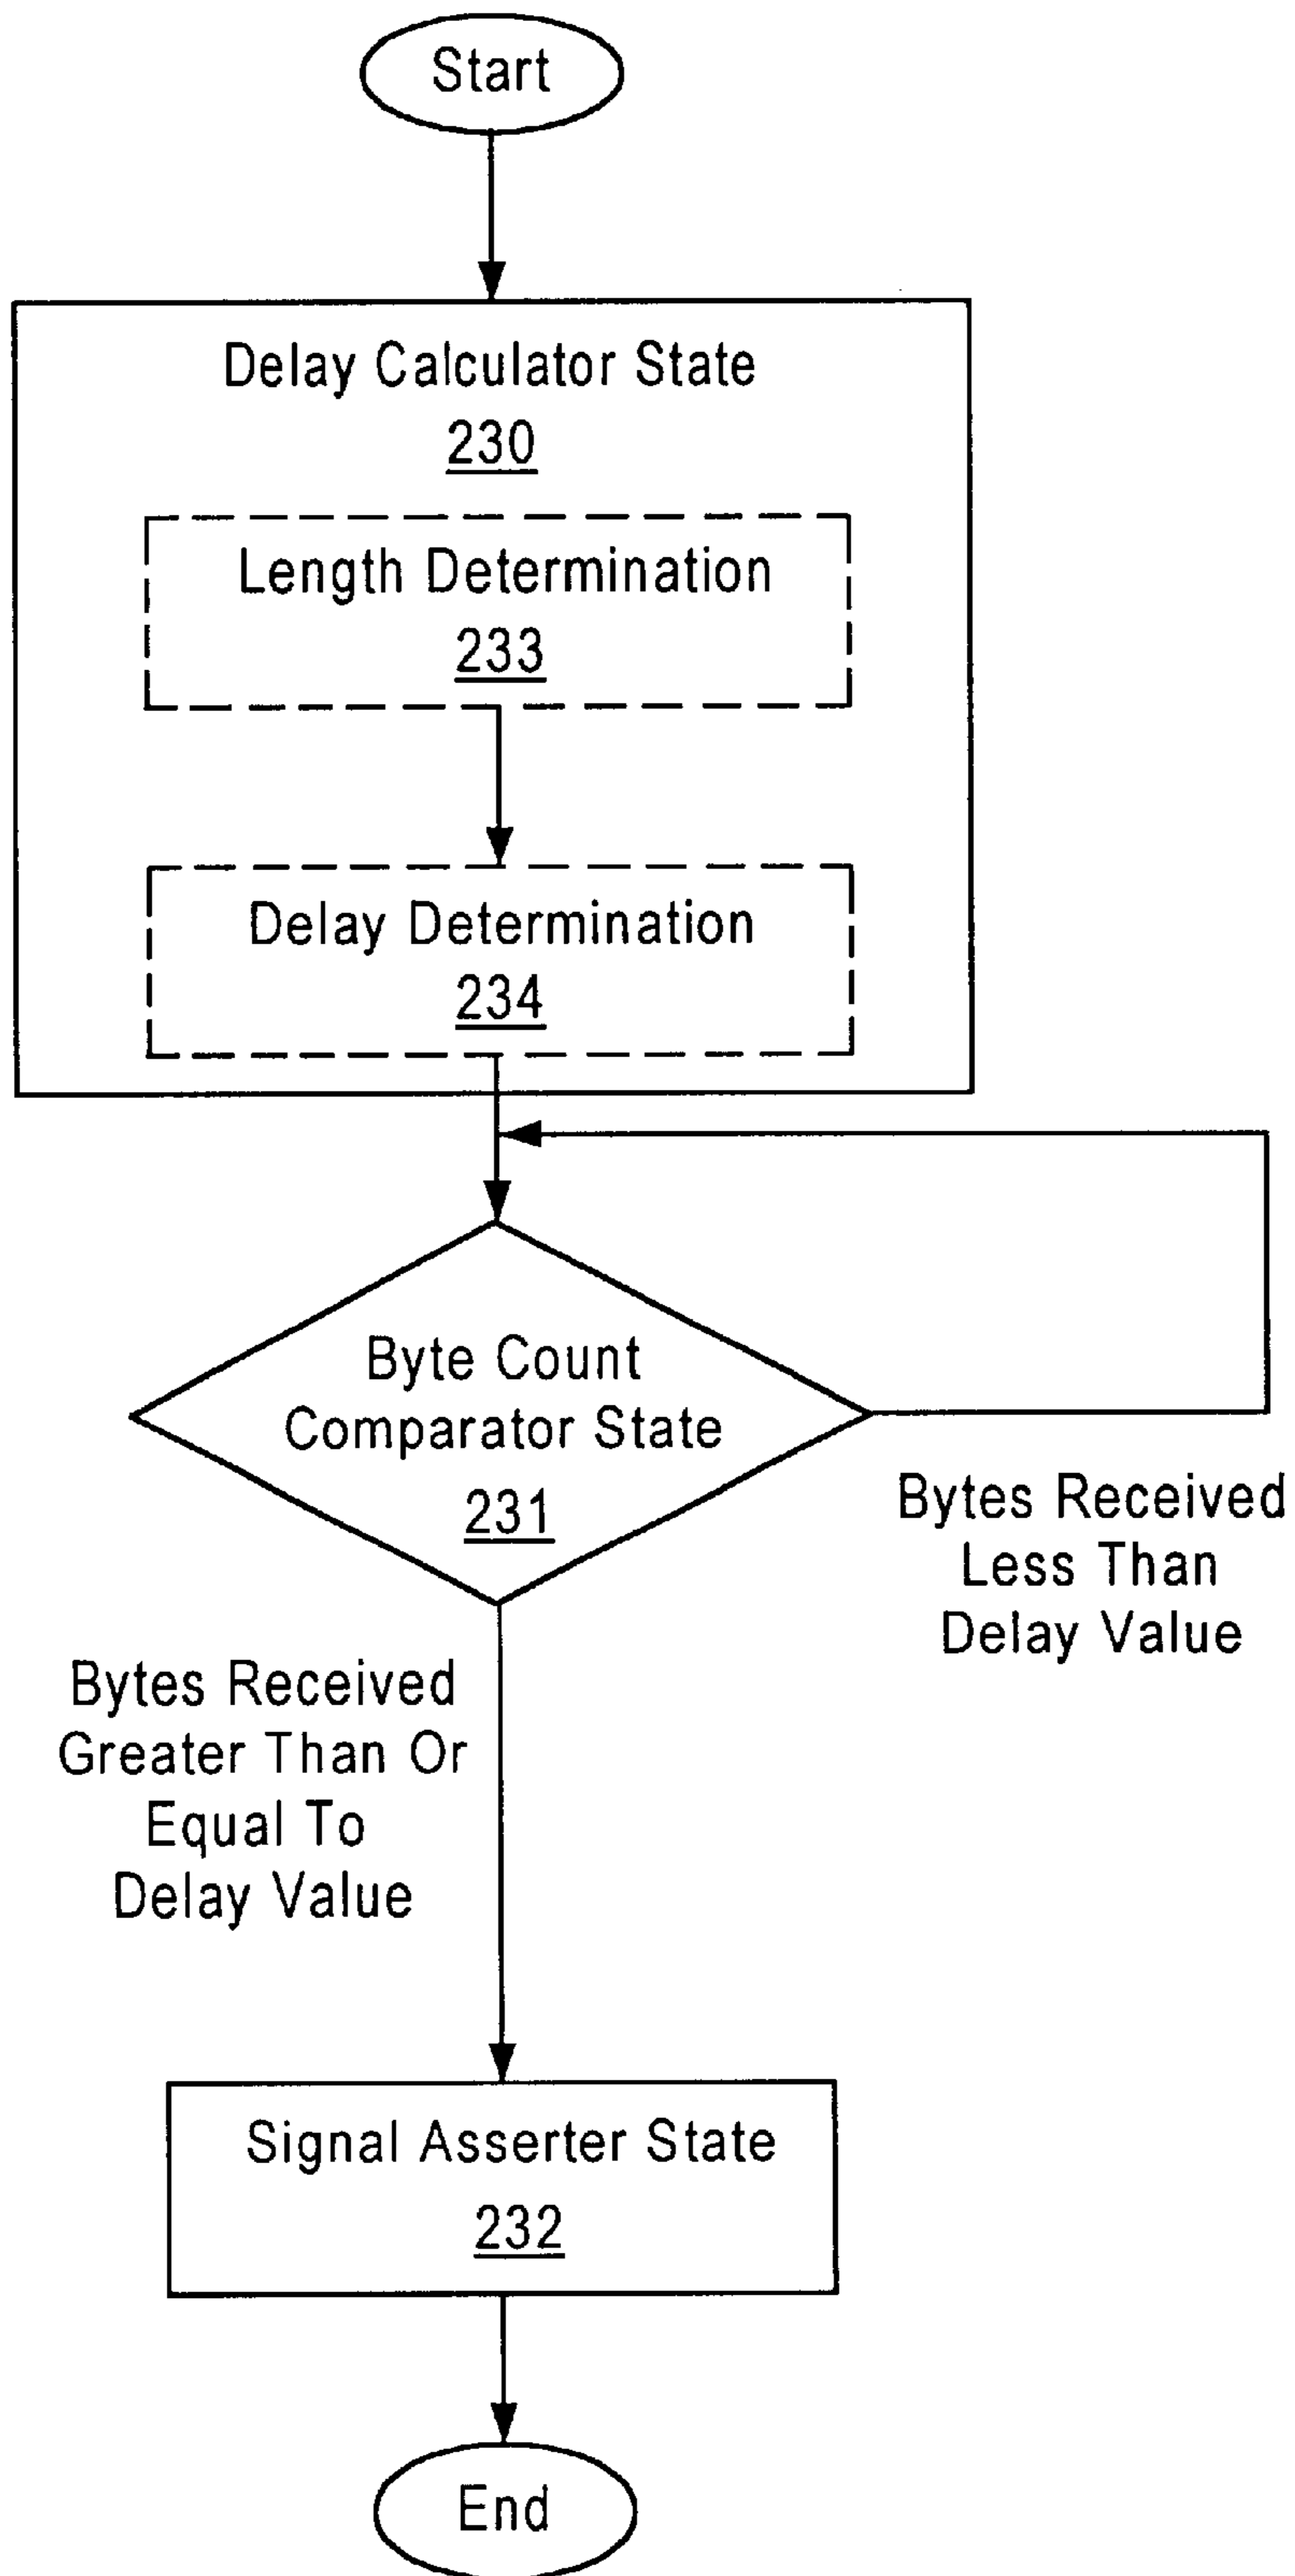 Start
Delay Calculator State
230
Length Determination
233
Delay Determination
234
Byte Count
Comparator State
231
Bytes Received
Less Than
Delay Value
Bytes Received
Greater Than Or
Equal To
Delay Value
Signal Asserter State
232
End